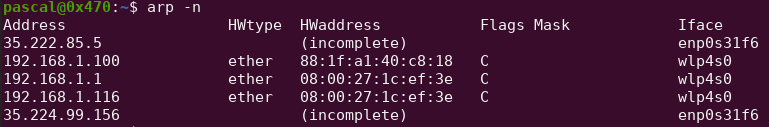 pascal@0x470:~$ arp -n
Address                  HWtype  HWaddress           Flags Mask            Iface
35.222.85.5                      (incomplete)                              enp0s31f6
192.168.1.100            ether   88:1f:a1:40:c8:18   C                     wlp4s0
192.168.1.1              ether   08:00:27:1c:ef:3e   C                     wlp4s0
192.168.1.116            ether   08:00:27:1c:ef:3e   C                     wlp4s0
35.224.99.156                    (incomplete)                              enp0s31f6